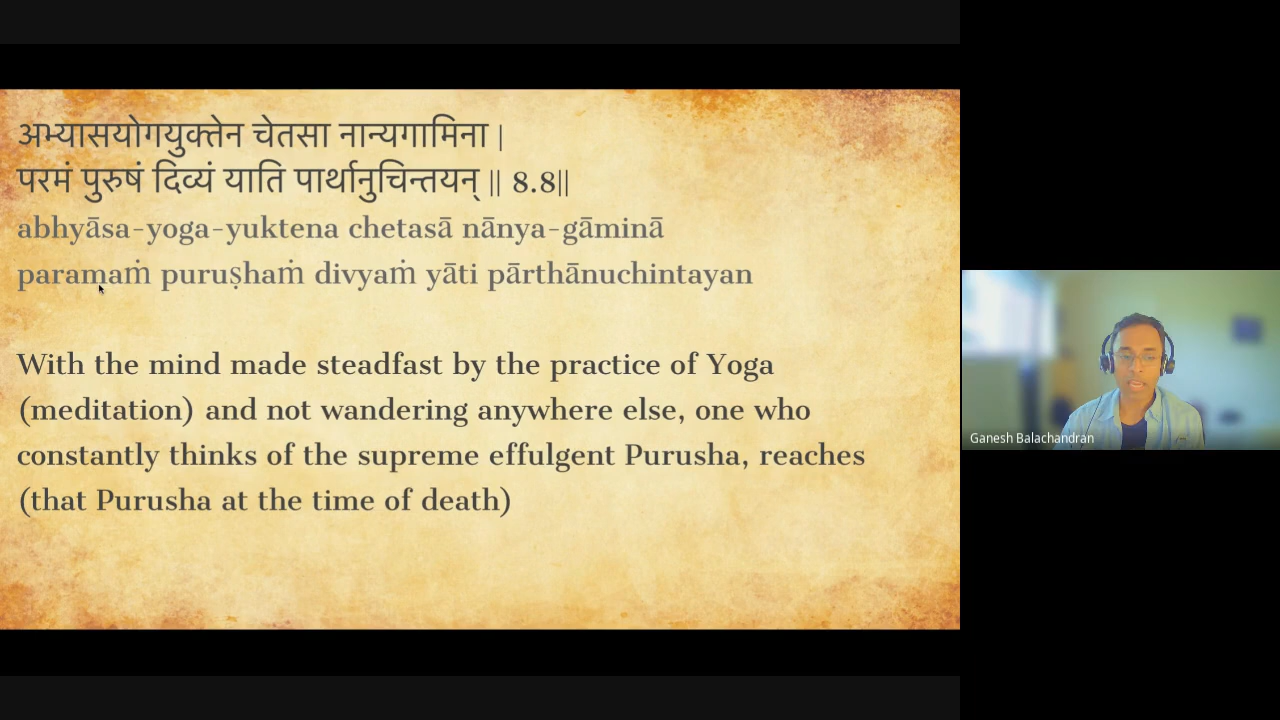 अभ्यासयोगयुक्तेन चेतसा नान्यगामिना |
परमं पुरुषं दिव्यं याति पार्थानुचिन्तयन् || 8.8||
abhyāsa-yoga-yuktena chetasā nānya-gāminā
paramaṁ puruṣhaṁ divyaṁ yāti pārthānuchintayan
With the mind made steadfast by the practice of Yoga
(meditation) and not wandering anywhere else, one who
constantly thinks of the supreme effulgent Purusha, reaches
(that Purusha at the time of death)
Ganesh Balachandran